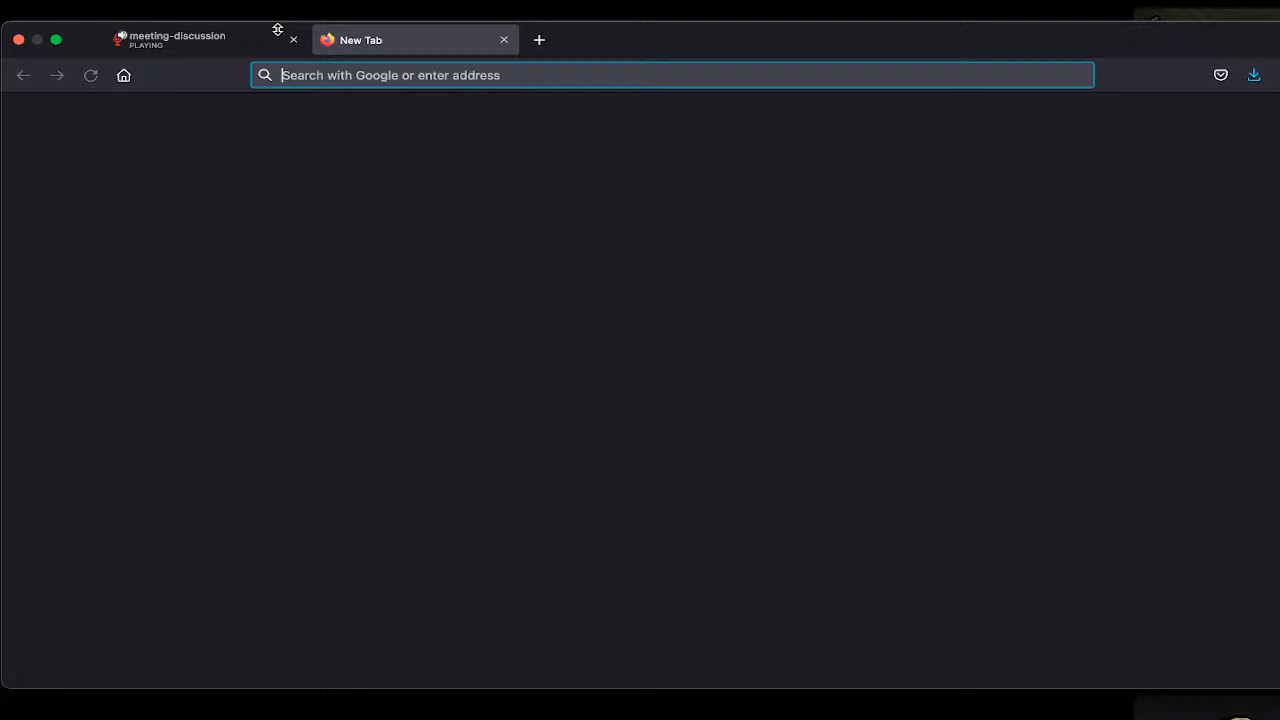 meeting-discussion
PLAYING
New Tab
Search with Google or enter address